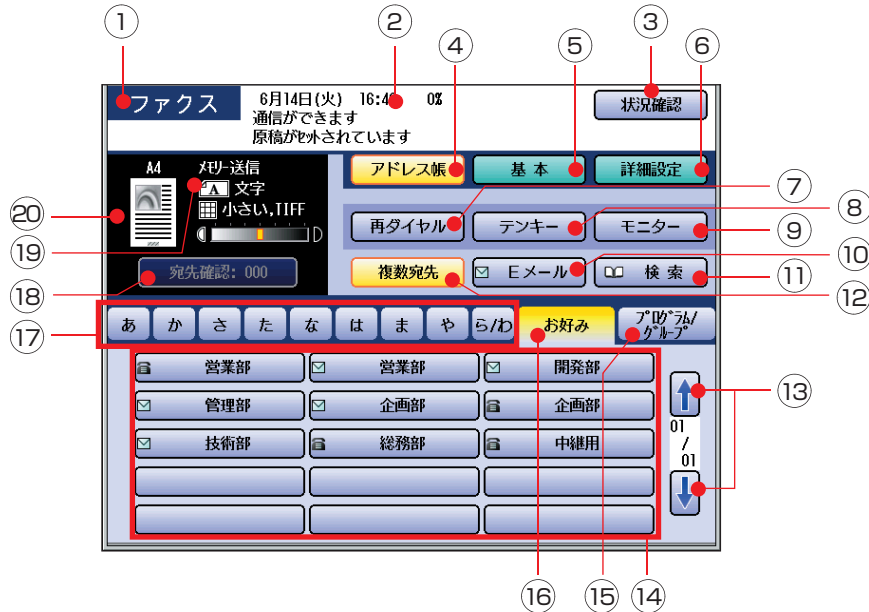 ① ② ④ ⑤ ③ ⑥
ファクス
6月14日(火) 16:4 0%
通信ができます
原稿がセットされています
状況確認
A4 メモリー送信
A 文字
小さい,TIFF
アドレス帳 基本 詳細設定
再ダイヤル テンキー モニター
宛先確認: 000
複数宛先 Eメール 検索
⑦
⑧
⑨
⑩
⑪
⑫
⑳
⑲
⑱
⑰
あ か さ た な は ま や ら/わ お好み プログラム/
グループ
営業部 営業部 開発部
管理部 企画部 企画部
技術部 総務部 中継用
01
/
01
⑬
⑯ ⑮ ⑭